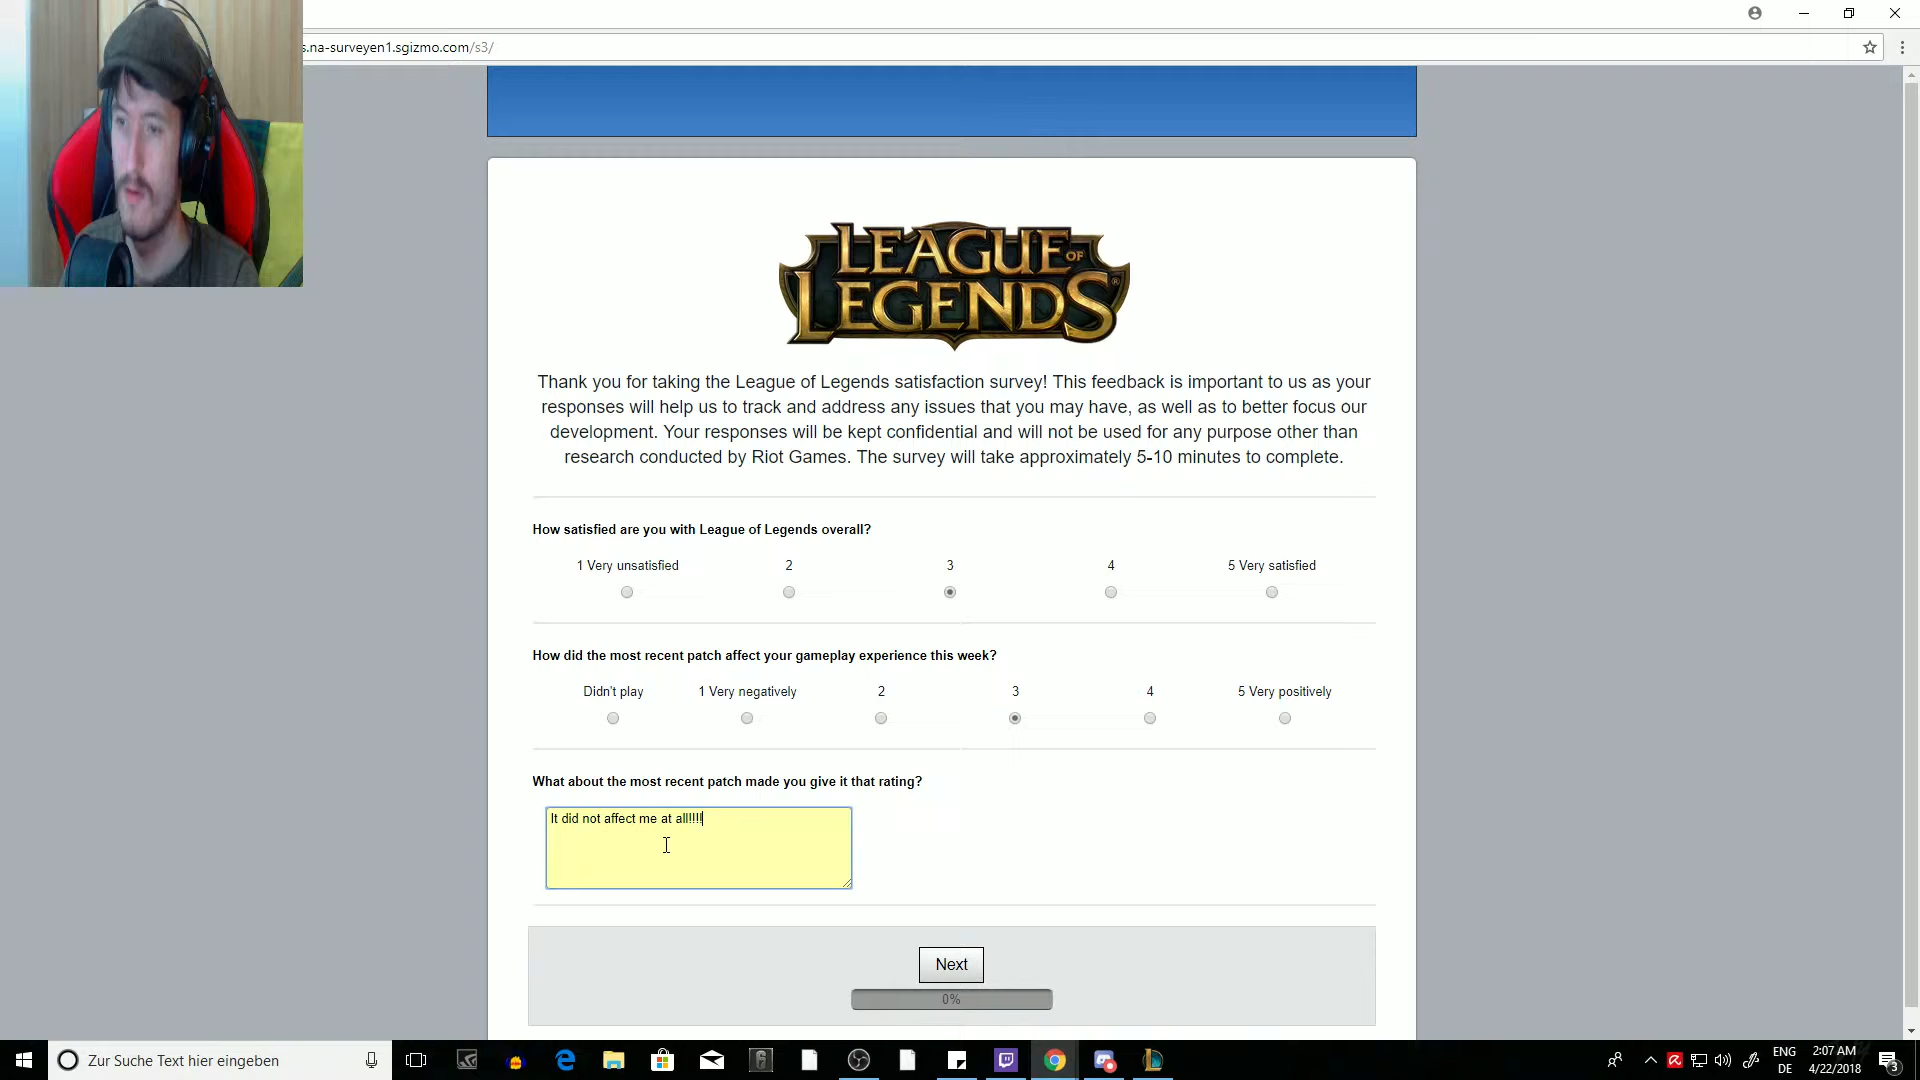 s.na-surveyen1.sgizmo.com/s3/
LEAGUE OF
LEGENDS®
Thank you for taking the League of Legends satisfaction survey! This feedback is important to us as your
responses will help us to track and address any issues that you may have, as well as to better focus our
development. Your responses will be kept confidential and will not be used for any purpose other than
research conducted by Riot Games. The survey will take approximately 5-10 minutes to complete.
How satisfied are you with League of Legends overall?
1 Very unsatisfied 2 3 4 5 Very satisfied
How did the most recent patch affect your gameplay experience this week?
Didn't play 1 Very negatively 2 3 4 5 Very positively
What about the most recent patch made you give it that rating?
It did not affect me at all!!!!
Next
0%
Zur Suche Text hier eingeben
ENG 2:07 AM
DE 4/22/2018
3